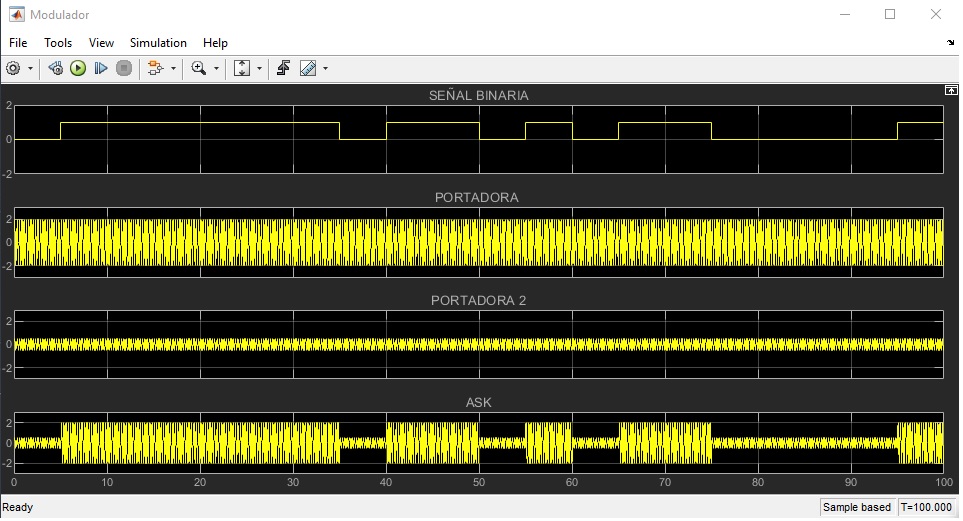 Modulador
File Tools View Simulation Help
SEÑAL BINARIA
2
0
-2
PORTADORA
2
0
-2
PORTADORA 2
2
0
-2
ASK
2
0
-2
0 10 20 30 40 50 60 70 80 90 100
Ready Sample based T=100.000